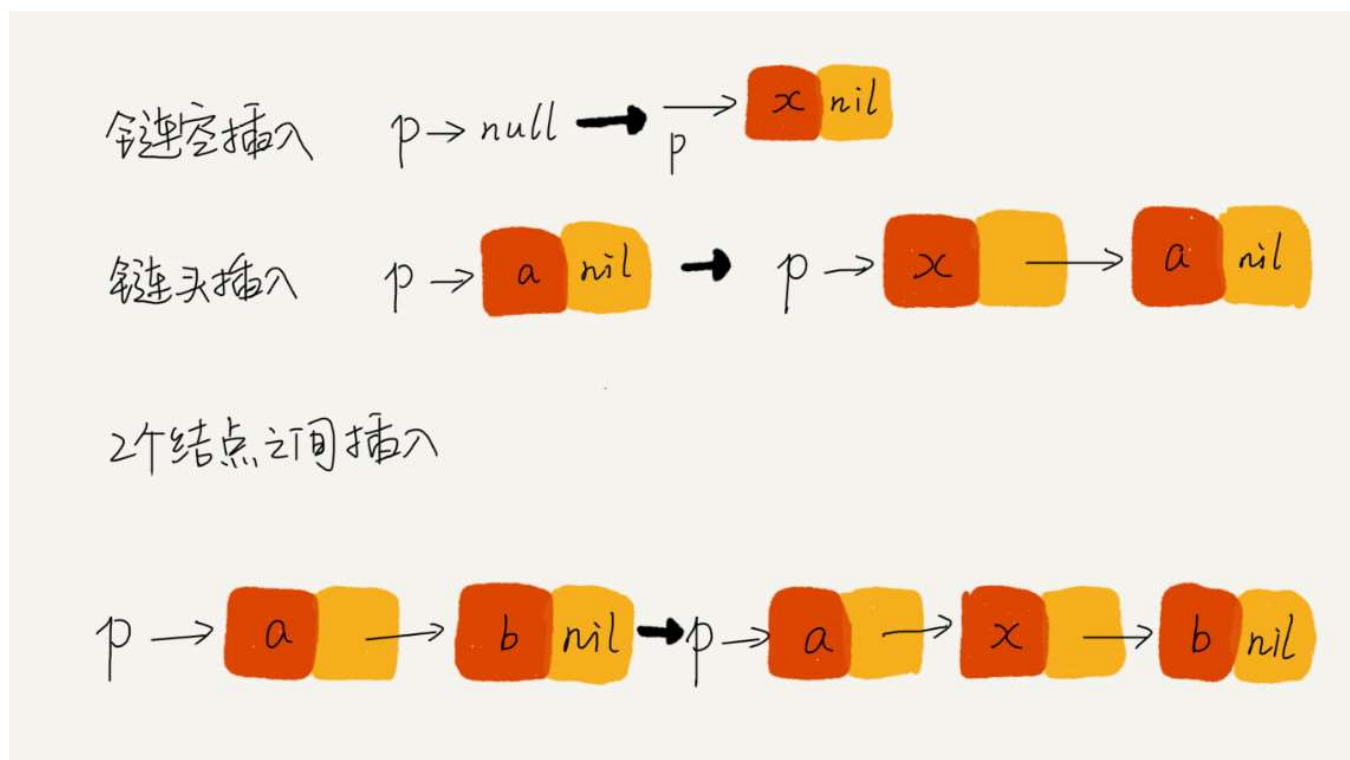 链空插入 p→null → p→ x nil
链头插入 p→ a nil → p→ x → a nil
2个结点之间插入
p→ a → b nil → p→ a → x → b nil